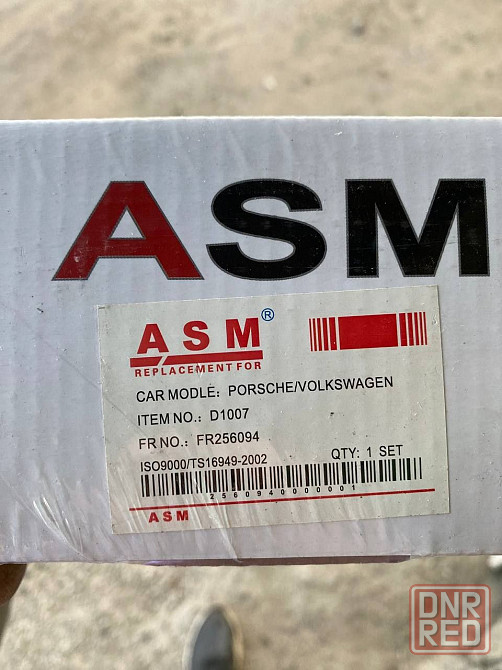 ASM
ASM®
REPLACEMENT FOR
CAR MODLE: PORSCHE/VOLKSWAGEN
ITEM NO.: D1007
FR NO.: FR256094
ISO9000/TS16949-2002 QTY: 1 SET
2560940000001
ASM
DNR
RED